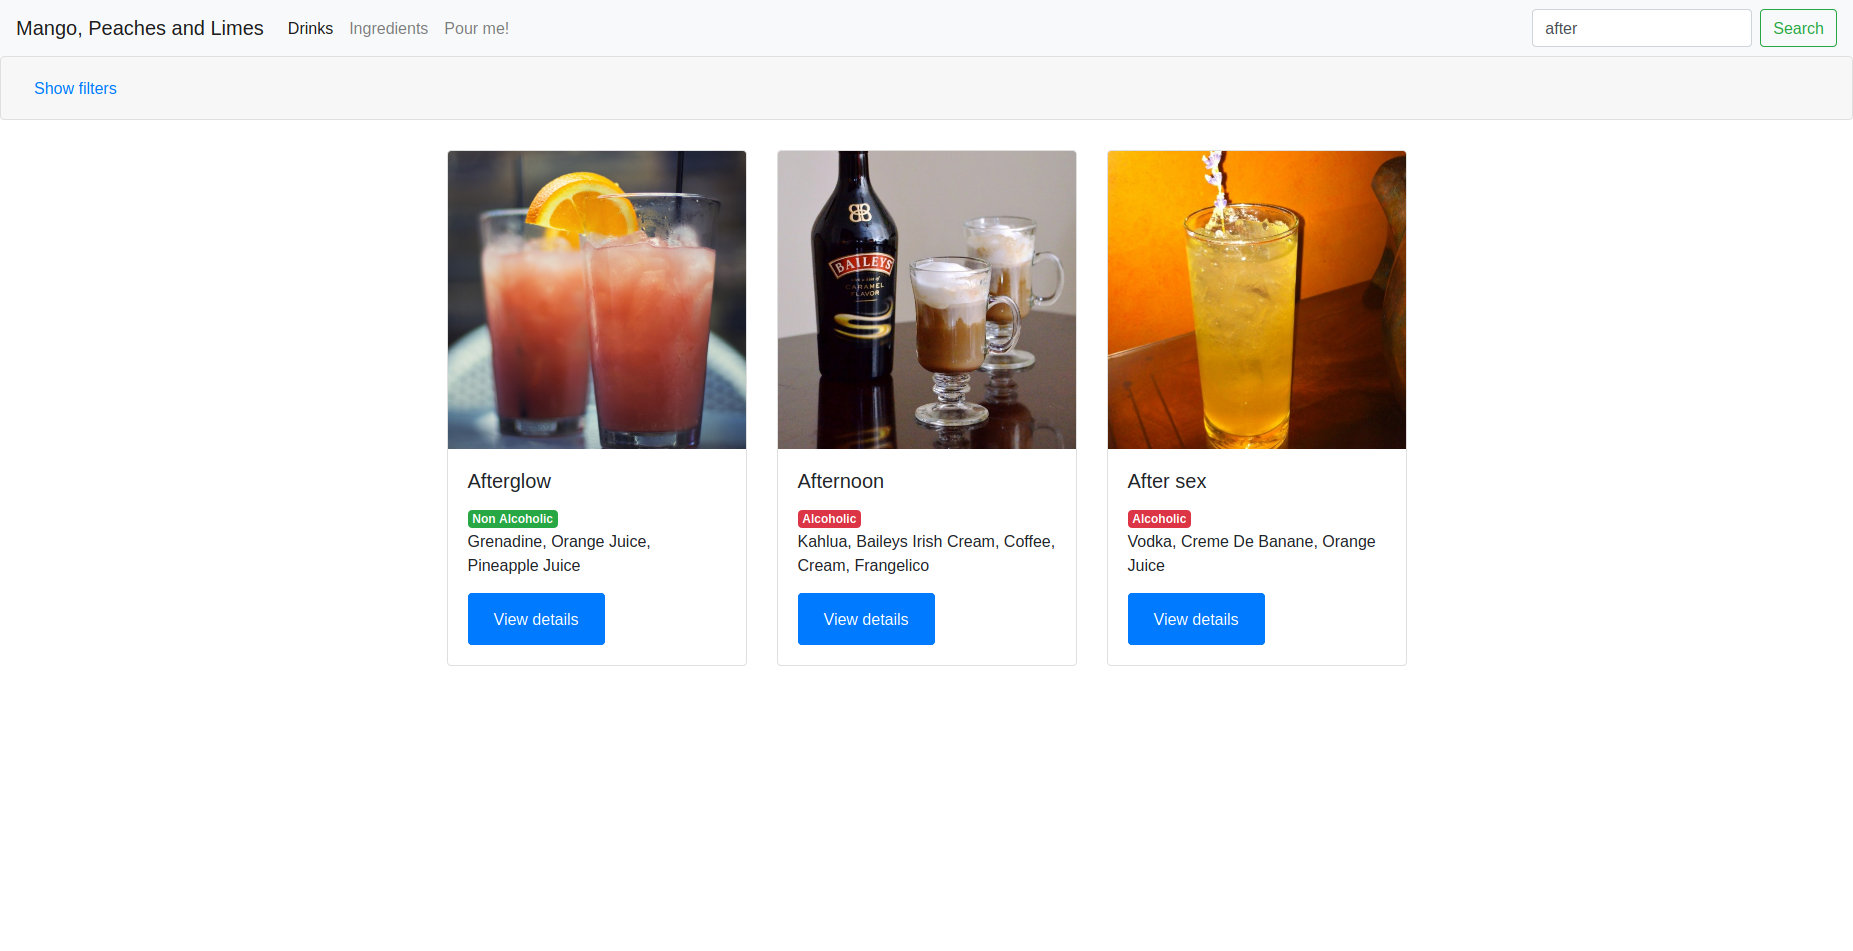 Mango, Peaches and Limes Drinks Ingredients Pour me! after Search
Show filters
BAILEYS
CARAMEL
FLAVOR
Afterglow
Non Alcoholic
Grenadine, Orange Juice,
Pineapple Juice
View details
Afternoon
Alcoholic
Kahlua, Baileys Irish Cream, Coffee,
Cream, Frangelico
View details
After sex
Alcoholic
Vodka, Creme De Banane, Orange
Juice
View details